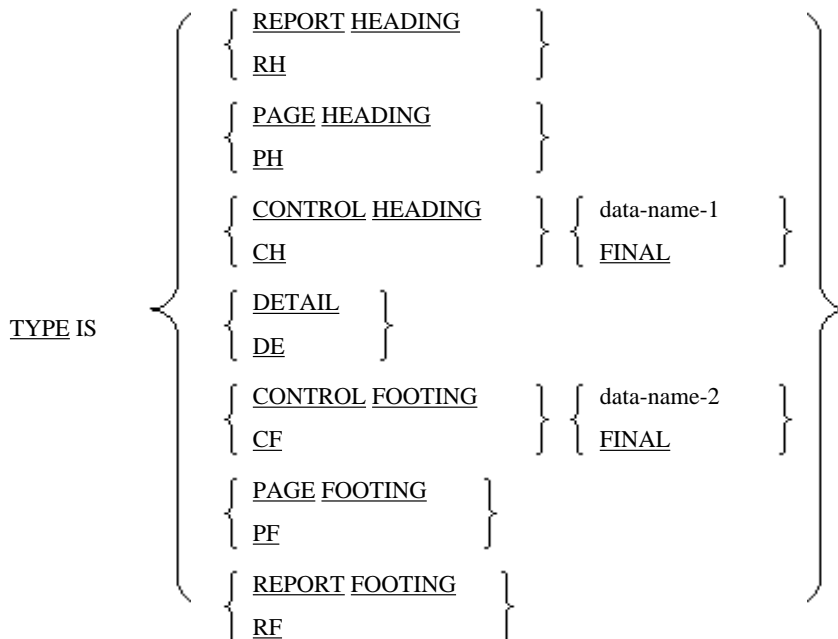 REPORT HEADING
RH
PAGE HEADING
PH
CONTROL HEADING data-name-1
CH FINAL
DETAIL
TYPE IS
DE
CONTROL FOOTING data-name-2
CF FINAL
PAGE FOOTING
PF
REPORT FOOTING
RF